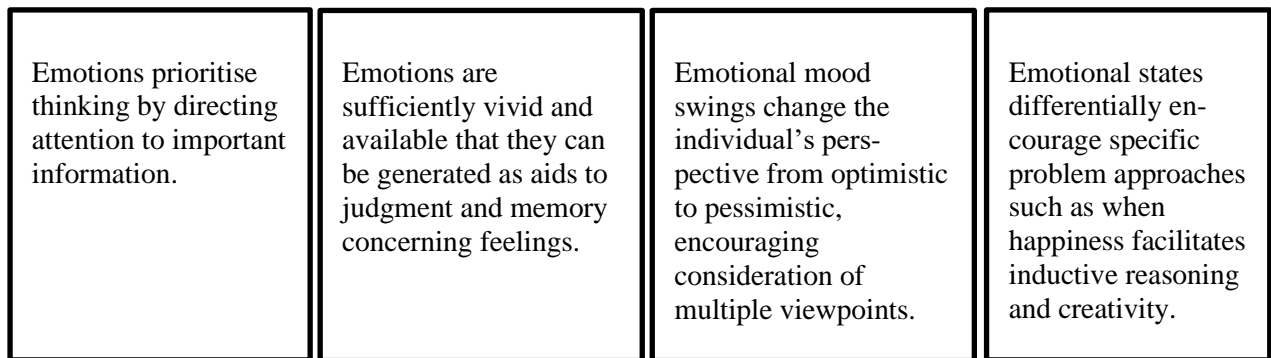 Emotions prioritise
thinking by directing
attention to important
information.
Emotions are
sufficiently vivid and
available that they can
be generated as aids to
judgment and memory
concerning feelings.
Emotional mood
swings change the
individual’s pers-
pective from optimistic
to pessimistic,
encouraging
consideration of
multiple viewpoints.
Emotional states
differentially en-
courage specific
problem approaches
such as when
happiness facilitates
inductive reasoning
and creativity.